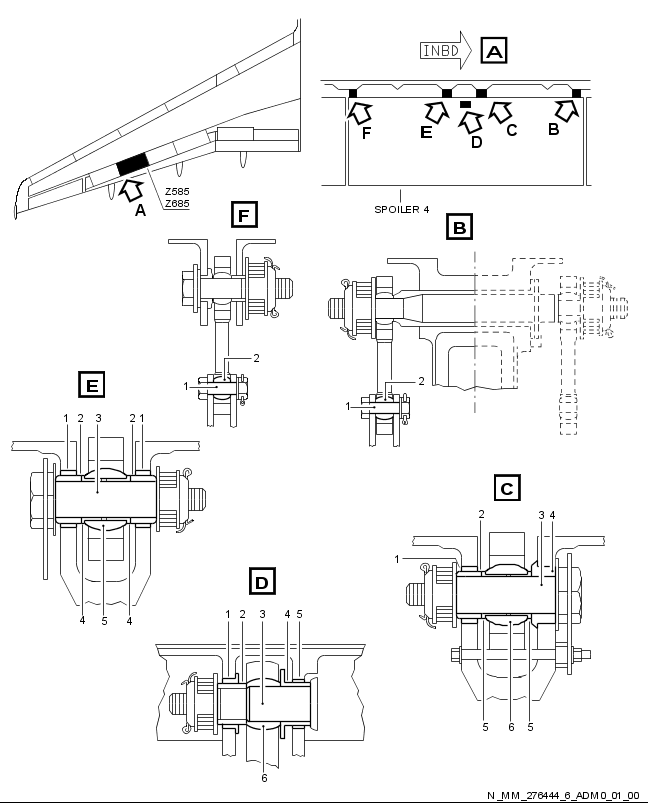 INBD A
F E D C B
Z585
Z685
A
SPOILER 4
F
B
2
1
2
1
E
1 2 3 2 1
4 5 4
C
2 3 4
1
5 6 5
D
1 2 3 4 5
6
N_MM_276444_6_ADM0_01_00